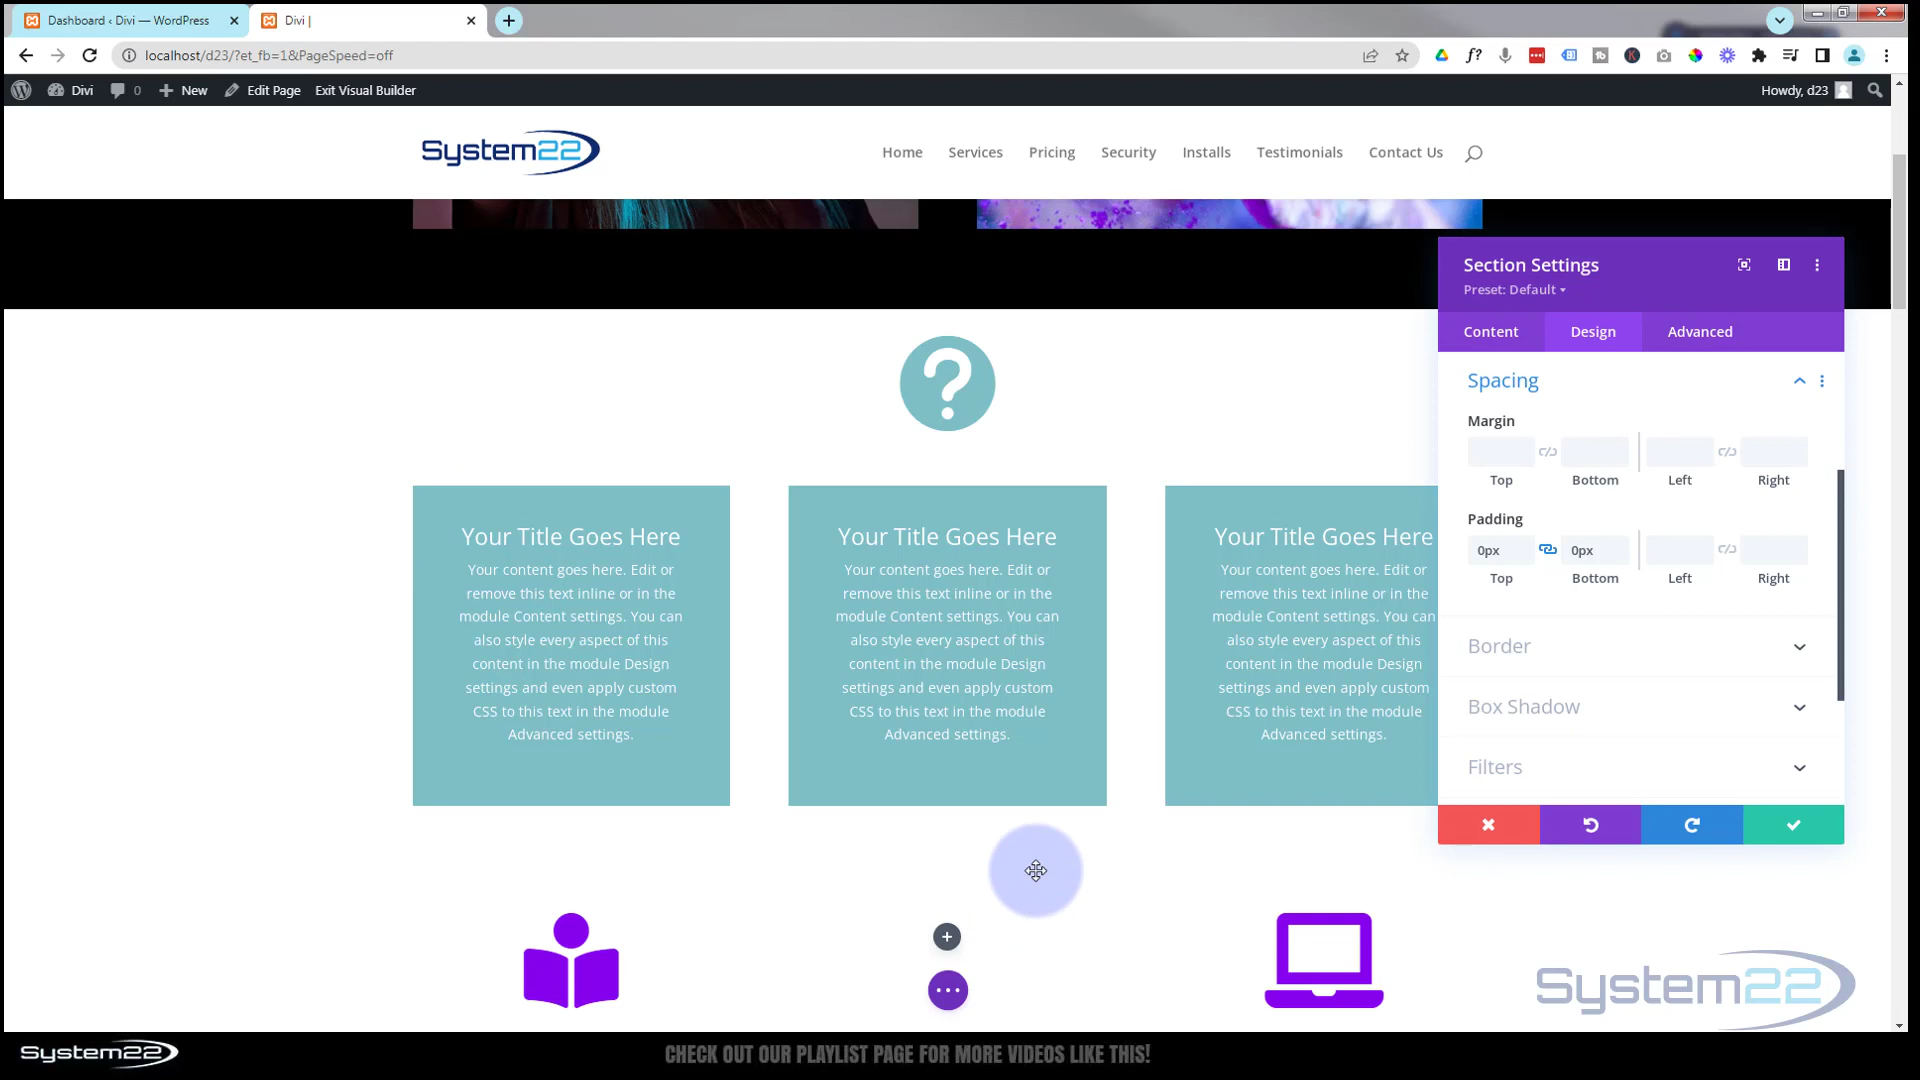 Dashboard ‹ Divi — WordPress
Divi |
localhost/d23/?et_fb=1&PageSpeed=off
Divi 0 New Edit Page Exit Visual Builder
Howdy, d23
System22
Home Services Pricing Security Installs Testimonials Contact Us
Section Settings
Preset: Default
Content Design Advanced
Spacing
Margin
Top Bottom Left Right
Padding
0px 0px
Top Bottom Left Right
Border
Box Shadow
Filters
Your Title Goes Here
Your content goes here. Edit or
remove this text inline or in the
module Content settings. You can
also style every aspect of this
content in the module Design
settings and even apply custom
CSS to this text in the module
Advanced settings.
Your Title Goes Here
Your content goes here. Edit or
remove this text inline or in the
module Content settings. You can
also style every aspect of this
content in the module Design
settings and even apply custom
CSS to this text in the module
Advanced settings.
Your Title Goes Here
Your content goes here. Edit or
remove this text inline or in the
module Content settings. You can
also style every aspect of this
content in the module Design
settings and even apply custom
CSS to this text in the module
Advanced settings.
System22
System22
CHECK OUT OUR PLAYLIST PAGE FOR MORE VIDEOS LIKE THIS!